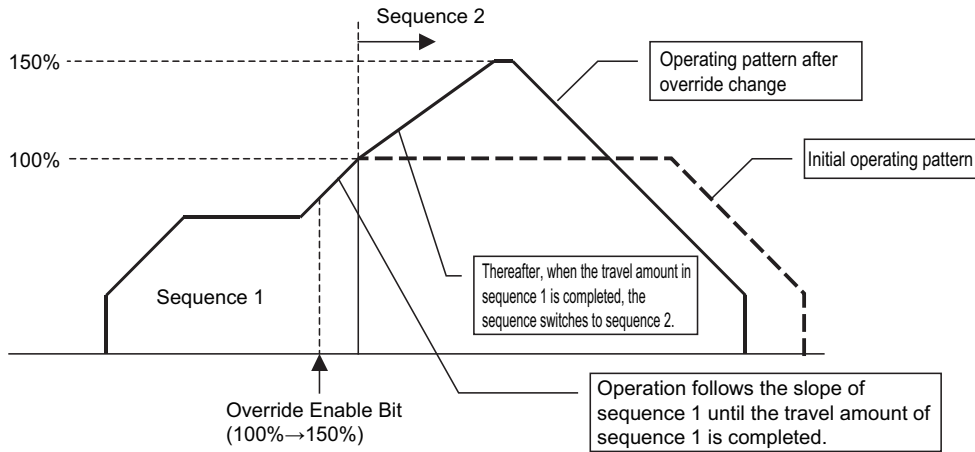 Sequence 2
150%
Operating pattern after
override change
100%
Initial operating pattern
Thereafter, when the travel amount in
sequence 1 is completed, the
sequence switches to sequence 2.
Sequence 1
Operation follows the slope of
sequence 1 until the travel amount of
sequence 1 is completed.
Override Enable Bit
(100%→150%)